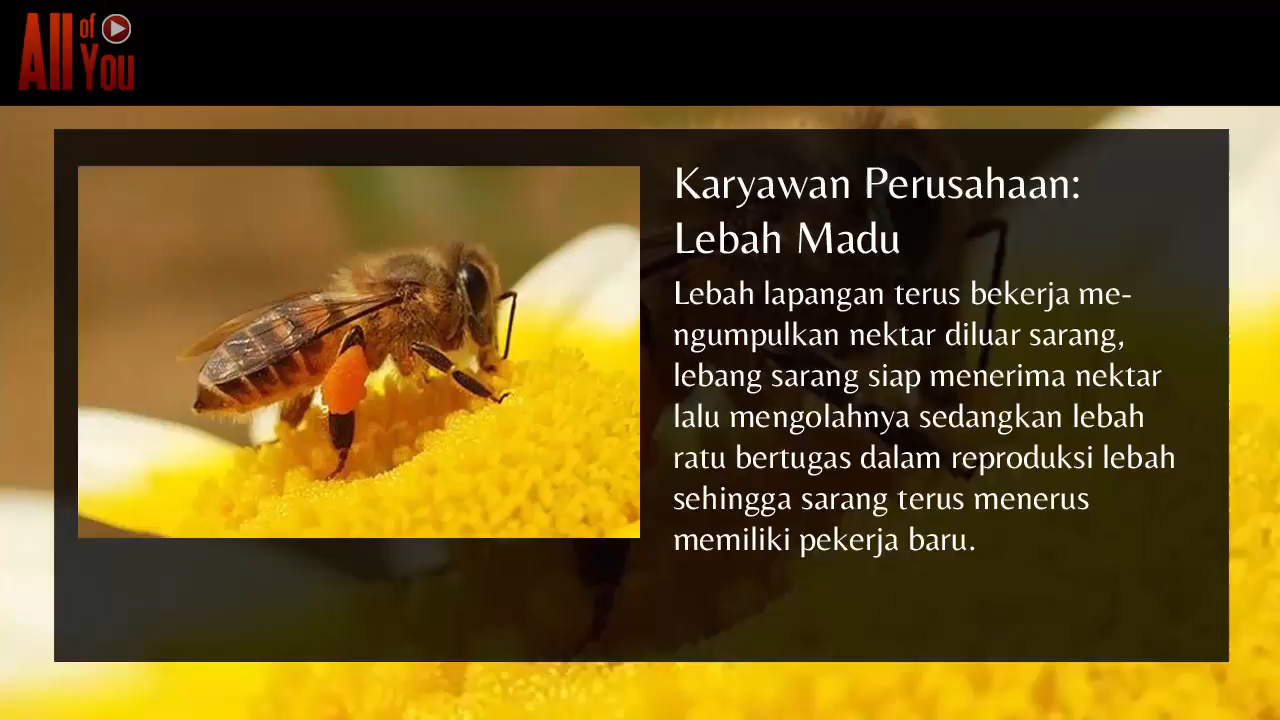 All of You
Karyawan Perusahaan:
Lebah Madu
Lebah lapangan terus bekerja me-
ngumpulkan nektar diluar sarang,
lebang sarang siap menerima nektar
lalu mengolahnya sedangkan lebah
ratu bertugas dalam reproduksi lebah
sehingga sarang terus menerus
memiliki pekerja baru.